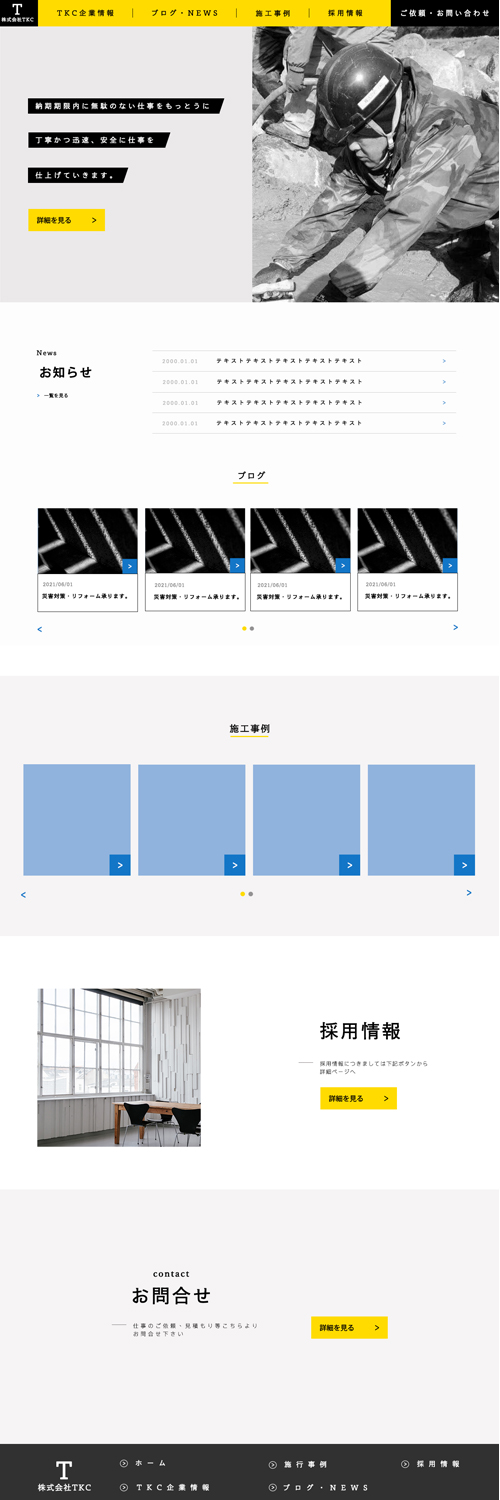 T
株式会社TKC
TKC企業情報
ブログ・NEWS
施工事例
採用情報
ご依頼・お問い合わせ
納期期限内に無駄のない仕事をもっとうに
丁寧かつ迅速、安全に仕事を
仕上げていきます。
詳細を見る >
News
お知らせ
> 一覧を見る
2000.01.01 テキストテキストテキストテキストテキスト >
2000.01.01 テキストテキストテキストテキストテキスト >
2000.01.01 テキストテキストテキストテキストテキスト >
2000.01.01 テキストテキストテキストテキストテキスト >
ブログ
>
2021/06/01
災害対策・リフォーム承ります。
>
2021/06/01
災害対策・リフォーム承ります。
>
2021/06/01
災害対策・リフォーム承ります。
>
2021/06/01
災害対策・リフォーム承ります。
< >
施工事例
> > > >
< >
採用情報
採用情報につきましては下記ボタンから
詳細ページへ
詳細を見る >
contact
お問合せ
仕事のご依頼・見積もり等こちらより
お問合せ下さい
詳細を見る >
T
株式会社TKC
ホーム
施行事例
採用情報
TKC企業情報
ブログ・NEWS